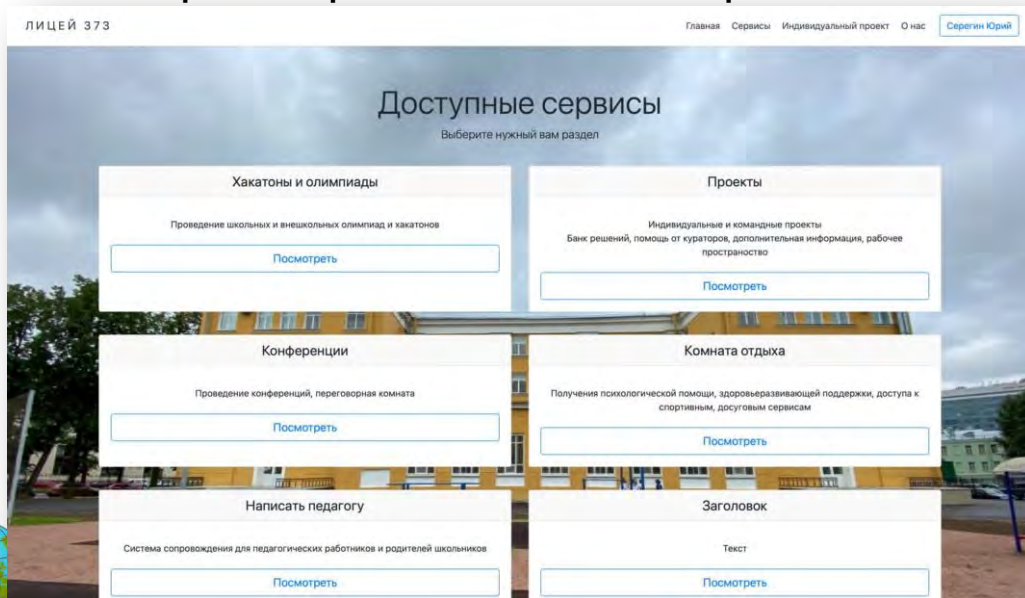 ЛИЦЕЙ 373
Главная Сервисы Индивидуальный проект О нас Серегин Юрий
Доступные сервисы
Выберите нужный вам раздел
Хакатоны и олимпиады
Проведение школьных и внешкольных олимпиад и хакатонов
Посмотреть
Проекты
Индивидуальные и командные проекты
Банк решений, помощь от кураторов, дополнительная информация, рабочее
пространоство
Посмотреть
Конференции
Проведение конференций, переговорная комната
Посмотреть
Комната отдыха
Получения психологической помощи, здоровьеразвивающей поддержки, доступа к
спортивным, досуговым сервисам
Посмотреть
Написать педагогу
Система сопровождения для педагогических работников и родителей школьников
Посмотреть
Заголовок
Текст
Посмотреть